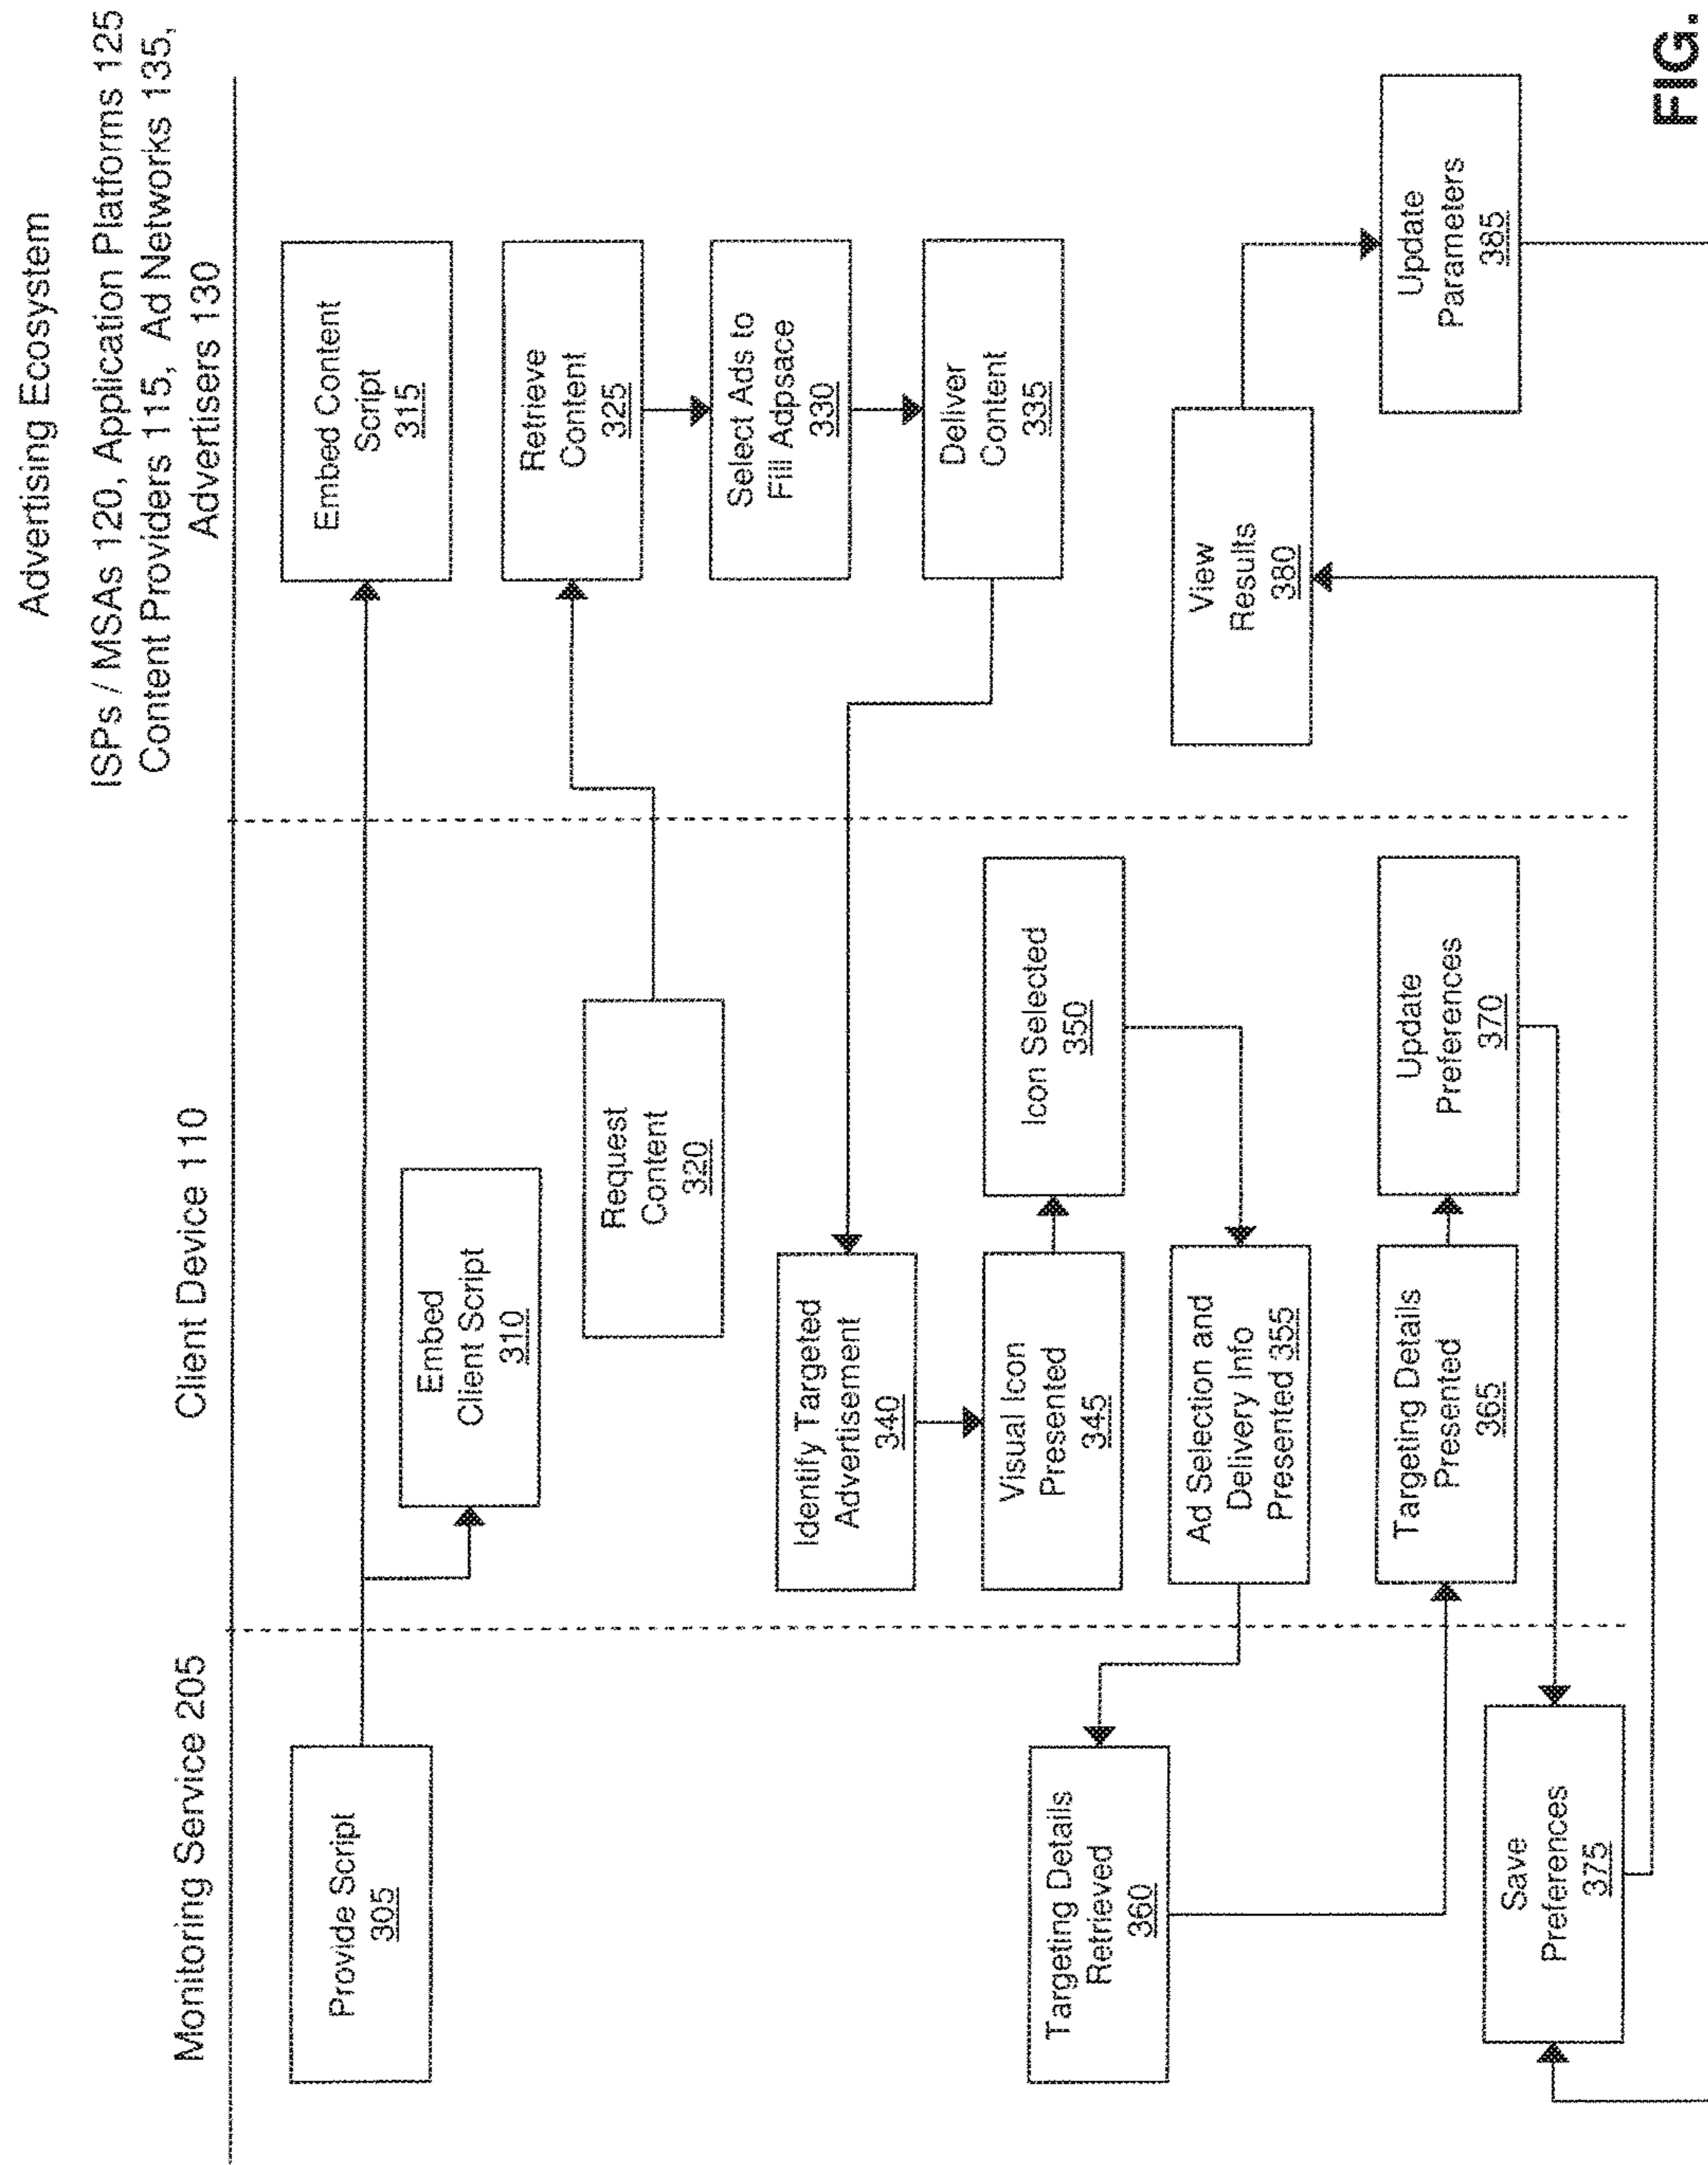 Advertising Ecosystem
ISPs / MSAs 120, Application Platforms 125
Content Providers 115, Ad Networks 135,
Advertisers 130
Client Device 110
Monitoring Service 205
Provide Script
305
Embed
Client Script
310
Embed Content
Script
315
Request
Content
320
Retrieve
Content
325
Select Ads to
Fill Adpsace
330
Deliver
Content
335
Identify Targeted
Advertisement
340
Visual Icon
Presented
345
Icon Selected
350
Ad Selection and
Delivery Info
Presented 355
Targeting Details
Retrieved
360
Targeting Details
Presented
365
Update
Preferences
370
Save
Preferences
375
View
Results
380
Update
Parameters
385
FIG.